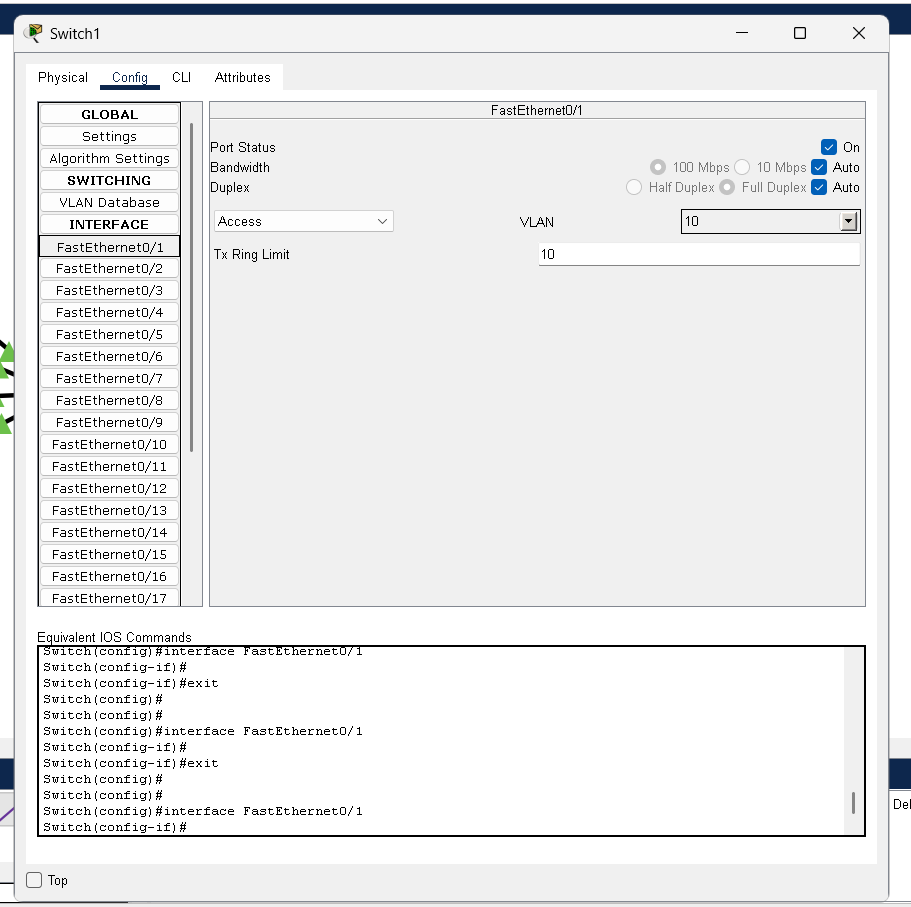 Switch1
Physical Config CLI Attributes
GLOBAL
Settings
Algorithm Settings
SWITCHING
VLAN Database
INTERFACE
FastEthernet0/1
FastEthernet0/2
FastEthernet0/3
FastEthernet0/4
FastEthernet0/5
FastEthernet0/6
FastEthernet0/7
FastEthernet0/8
FastEthernet0/9
FastEthernet0/10
FastEthernet0/11
FastEthernet0/12
FastEthernet0/13
FastEthernet0/14
FastEthernet0/15
FastEthernet0/16
FastEthernet0/17
FastEthernet0/1
Port Status On
Bandwidth 100 Mbps 10 Mbps Auto
Duplex Half Duplex Full Duplex Auto
Access VLAN 10
Tx Ring Limit 10
Equivalent IOS Commands
Switch(config)#interface FastEthernet0/1
Switch(config-if)#
Switch(config-if)#exit
Switch(config)#
Switch(config)#
Switch(config)#interface FastEthernet0/1
Switch(config-if)#
Switch(config-if)#exit
Switch(config)#
Switch(config)#
Switch(config)#interface FastEthernet0/1
Switch(config-if)#
Top